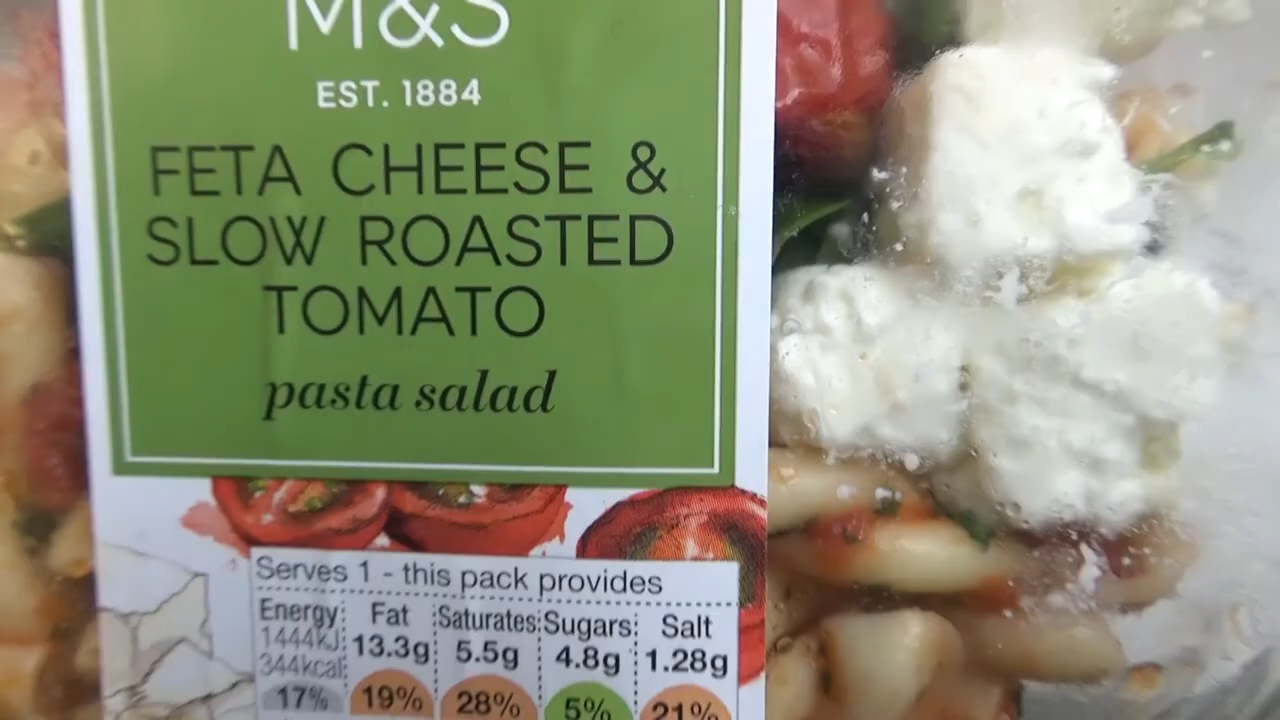 M&S
EST. 1884
FETA CHEESE &
SLOW ROASTED
TOMATO
pasta salad
Serves 1 - this pack provides
Energy Fat Saturates Sugars Salt
1444kJ 13.3g 5.5g 4.8g 1.28g
344kcal
17% 19% 28% 5% 21%